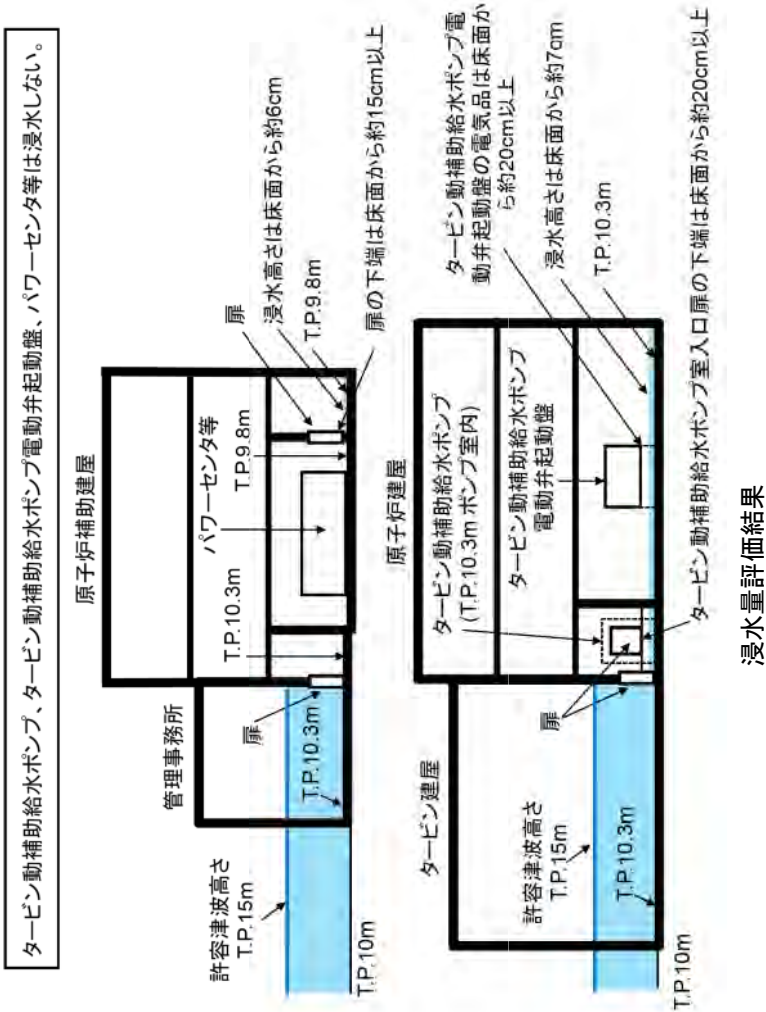 タービン動補助給水ポンプ、タービン動補助給水ポンプ電動弁起動盤、パワーセンタ等は浸水しない。
原子炉補助建屋
管理事務所
許容津波高さ
T.P.15m
T.P.10m
扉
T.P.10.3m
T.P.10.3m
パワーセンタ等
T.P.9.8m
扉
浸水高さは床面から約6cm
T.P.9.8m
扉の下端は床面から約15cm以上
原子炉建屋
タービン建屋
許容津波高さ
T.P.15m
T.P.10.3m
T.P.10m
扉
タービン動補助給水ポンプ
(T.P.10.3m ポンプ室内)
タービン動補助給水ポンプ
電動弁起動盤
タービン動補助給水ポンプ電
動弁起動盤の電気品は床面か
ら約20cm以上
浸水高さは床面から約7cm
T.P.10.3m
タービン動補助給水ポンプ室入口扉の下端は床面から約20cm以上
浸水量評価結果